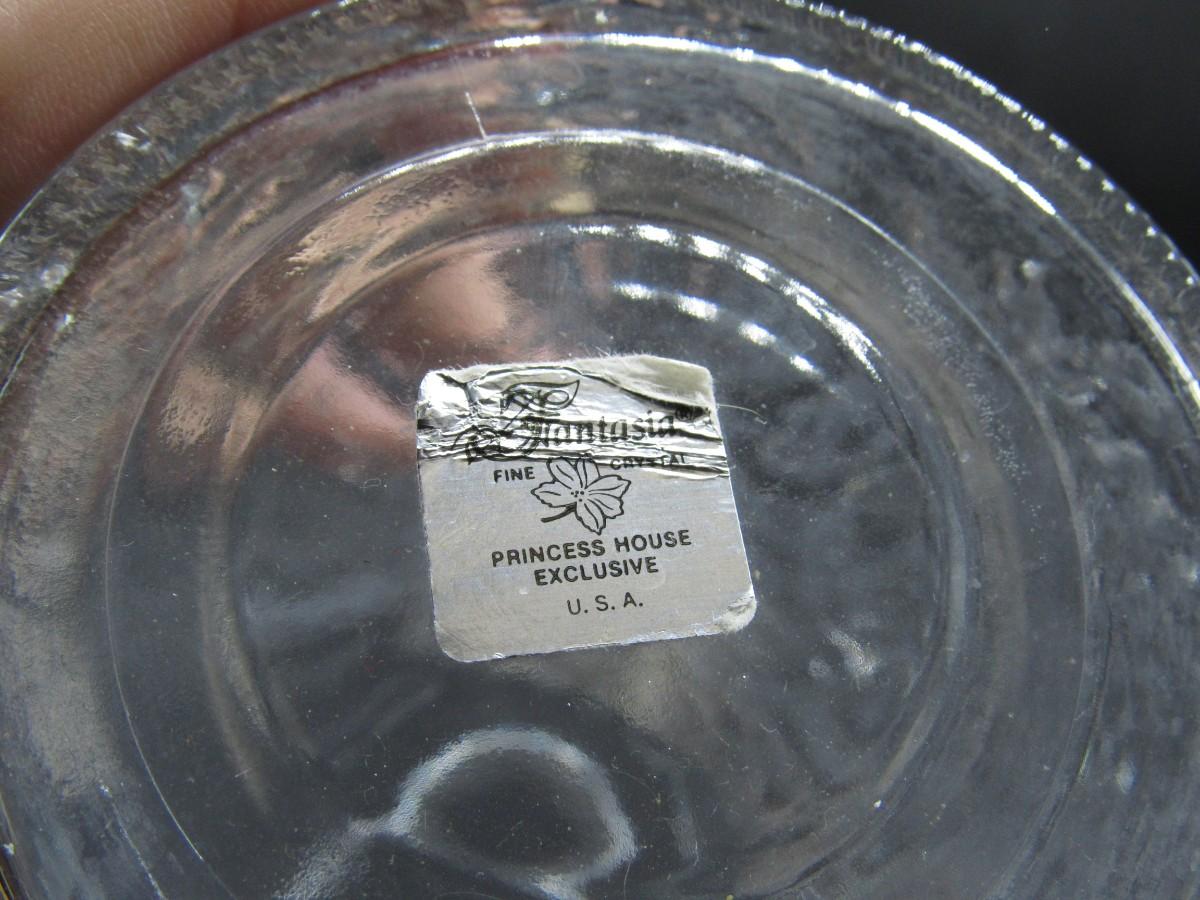 Fantasia®
FINE CRYSTAL
PRINCESS HOUSE
EXCLUSIVE
U. S. A.